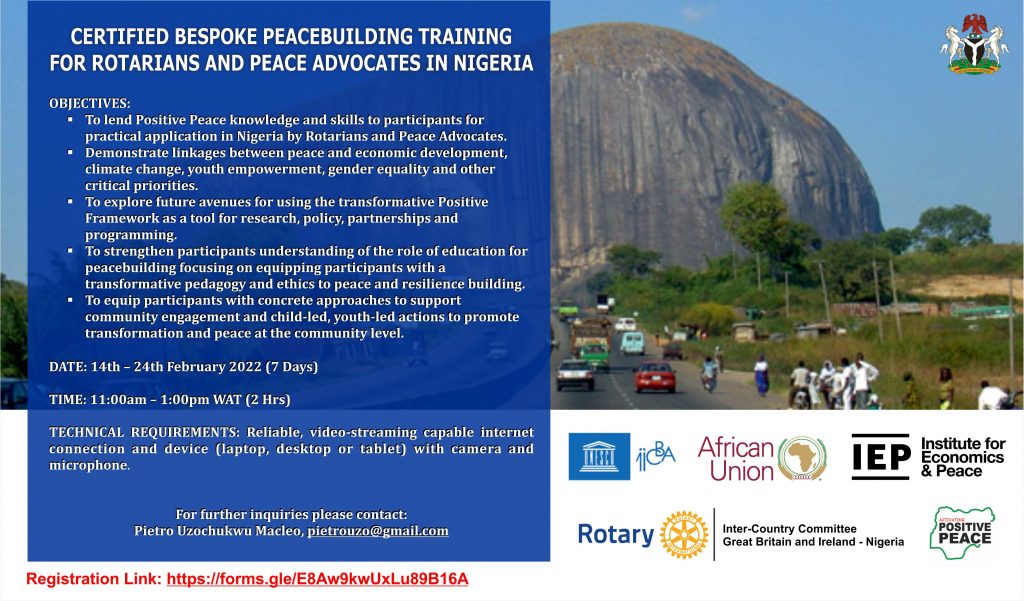 CERTIFIED BESPOKE PEACEBUILDING TRAINING
FOR ROTARIANS AND PEACE ADVOCATES IN NIGERIA
OBJECTIVES:
▪ To lend Positive Peace knowledge and skills to participants for
practical application in Nigeria by Rotarians and Peace Advocates.
▪ Demonstrate linkages between peace and economic development,
climate change, youth empowerment, gender equality and other
critical priorities.
▪ To explore future avenues for using the transformative Positive
Framework as a tool for research, policy, partnerships and
programming.
▪ To strengthen participants understanding of the role of education for
peacebuilding focusing on equipping participants with a
transformative pedagogy and ethics to peace and resilience building.
▪ To equip participants with concrete approaches to support
community engagement and child-led, youth-led actions to promote
transformation and peace at the community level.
DATE: 14th – 24th February 2022 (7 Days)
TIME: 11:00am – 1:00pm WAT (2 Hrs)
TECHNICAL REQUIREMENTS: Reliable, video-streaming capable internet
connection and device (laptop, desktop or tablet) with camera and
microphone.
For further inquiries please contact:
Pietro Uzochukwu Macleo, pietrouzo@gmail.com
Registration Link: https://forms.gle/E8Aw9kwUxLu89B16A
UNESCO
African
Union
IEP
Institute for
Economics
& Peace
Rotary
Inter-Country Committee
Great Britain and Ireland - Nigeria
ACTIVATING
POSITIVE
PEACE